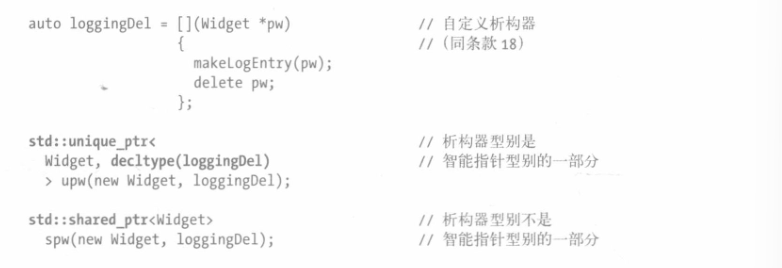 auto loggingDel = [](Widget *pw) // 自定义析构器
{ // (同条款 18)
makeLogEntry(pw);
delete pw;
};
std::unique_ptr< // 析构器型别是
Widget, decltype(loggingDel) // 智能指针型别的一部分
> upw(new Widget, loggingDel);
std::shared_ptr<Widget> // 析构器型别不是
spw(new Widget, loggingDel); // 智能指针型别的一部分